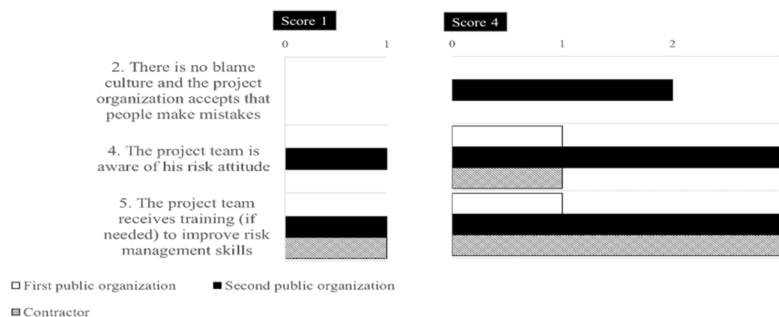 Score 1
Score 4
0
1
0
1
2
2. There is no blame
culture and the project
organization accepts that
people make mistakes
4. The project team is
aware of his risk attitude
5. The project team
receives training (if
needed) to improve risk
management skills
First public organization
Second public organization
Contractor